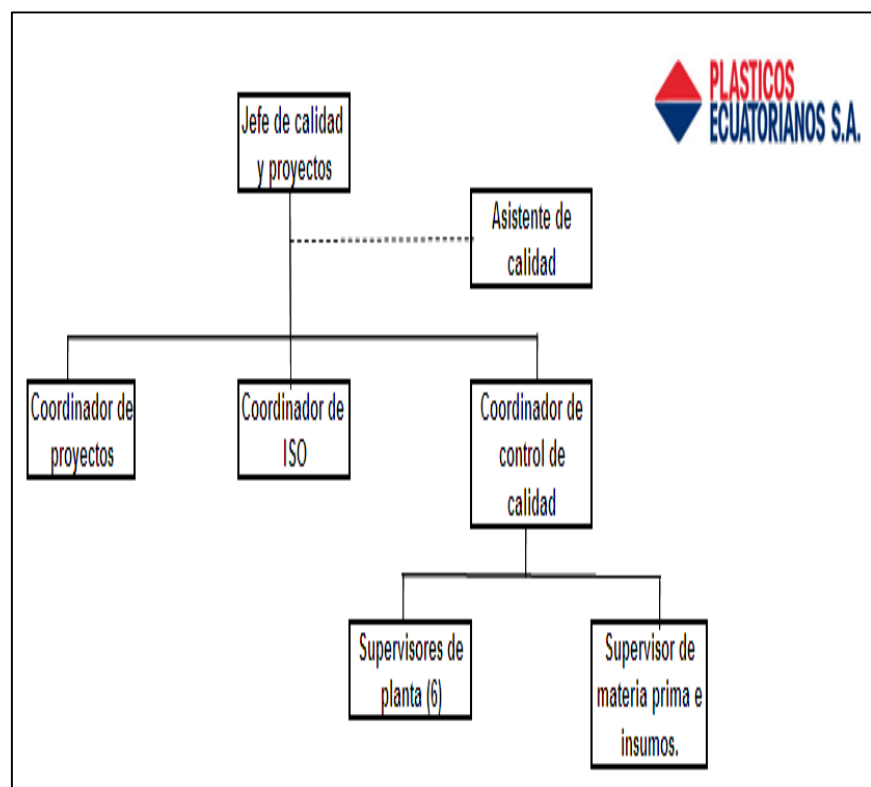 PLASTICOS
ECUATORIANOS S.A.
Jefe de calidad
y proyectos
Asistente de
calidad
Coordinador de
proyectos
Coordinador de
ISO
Coordinador de
control de
calidad
Supervisores de
planta (6)
Supervisor de
materia prima e
insumos.